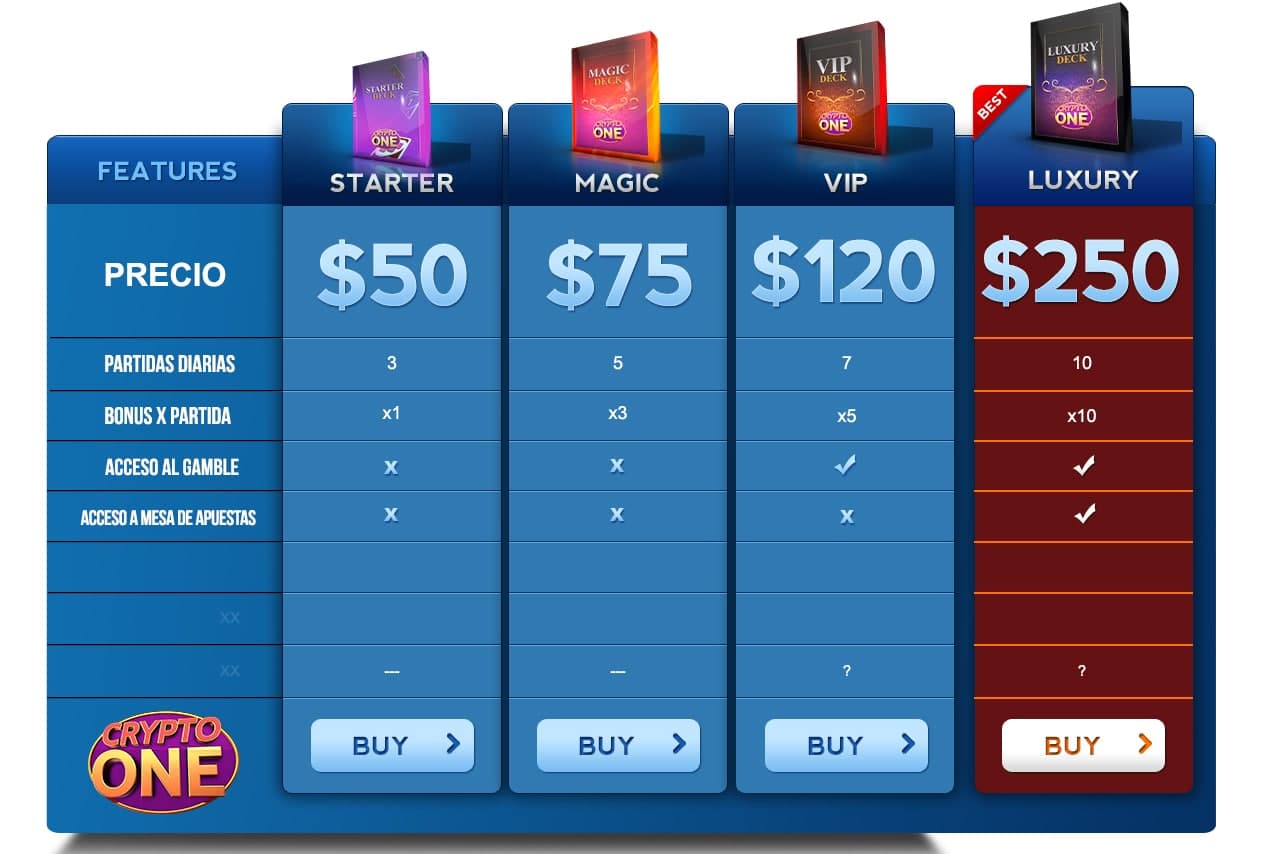 STARTER
DECK
CRYPTO
ONE
MAGIC
DECK
CRYPTO
ONE
VIP
DECK
CRYPTO
ONE
BEST
LUXURY
DECK
CRYPTO
ONE
FEATURES STARTER MAGIC VIP LUXURY
PRECIO $50 $75 $120 $250
PARTIDAS DIARIAS 3 5 7 10
BONUS X PARTIDA x1 x3 x5 x10
ACCESO AL GAMBLE x x ✓ ✓
ACCESO A MESA DE APUESTAS x x x ✓
xx
xx --- --- ? ?
CRYPTO
ONE
BUY > BUY > BUY > BUY >